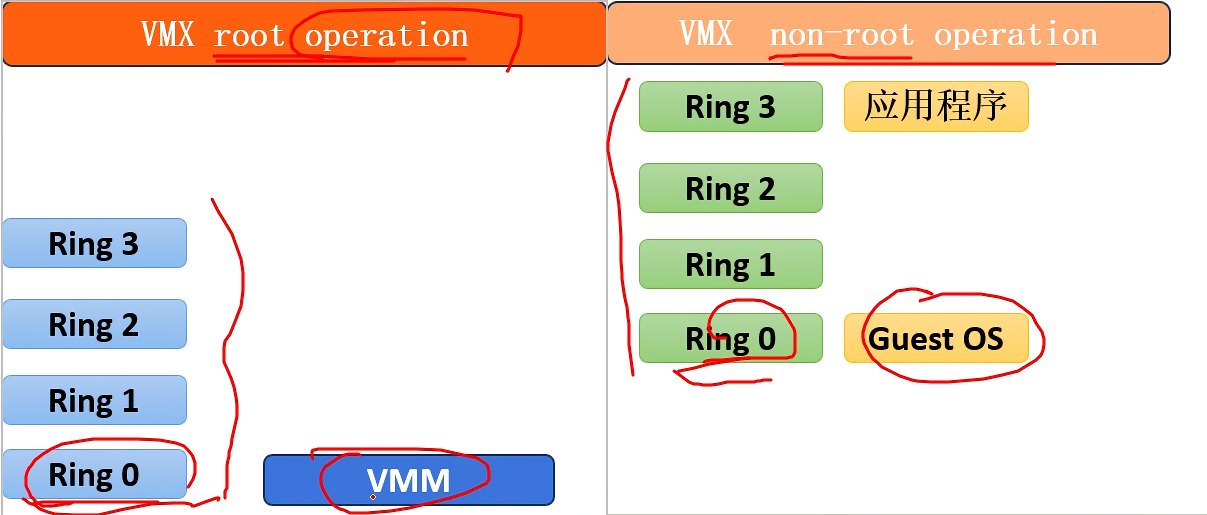 VMX root operation
Ring 3
Ring 2
Ring 1
Ring 0
VMM
VMX non-root operation
Ring 3
应用程序
Ring 2
Ring 1
Ring 0
Guest OS